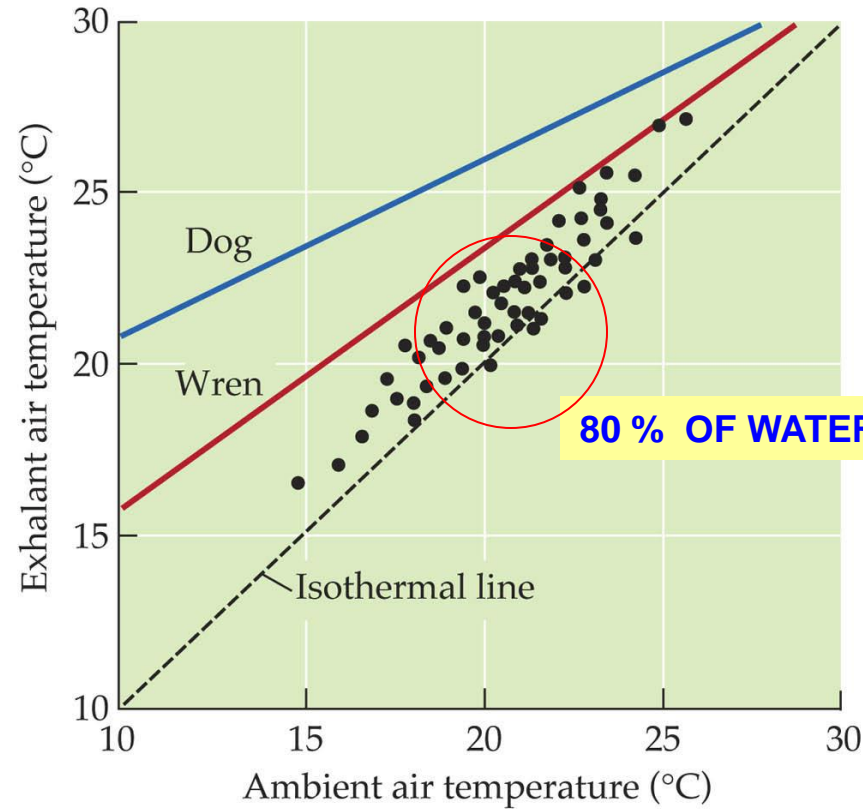 30
25
20
15
10
Exhalant air temperature (°C)
Dog
Wren
80 % OF WATER
Isothermal line
10
15
20
25
30
Ambient air temperature (°C)